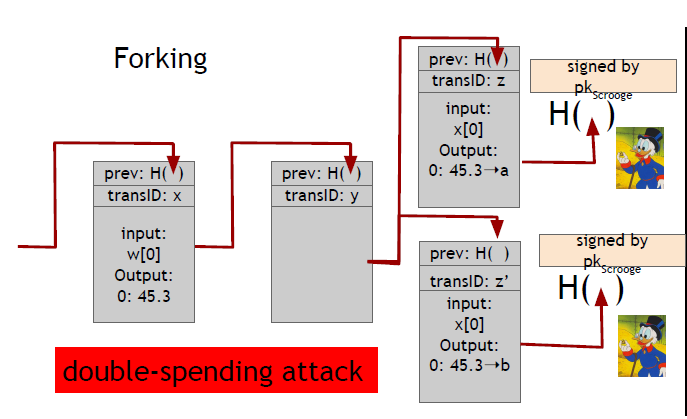 Forking
prev: H( )
transID: x
input:
w[0]
Output:
0: 45.3
prev: H( )
transID: y
prev: H( )
transID: z
input:
x[0]
Output:
0: 45.3→a
signed by
pkScrooge
H( )
prev: H( )
transID: z’
input:
x[0]
Output:
0: 45.3→b
signed by
pkScrooge
H( )
double-spending attack